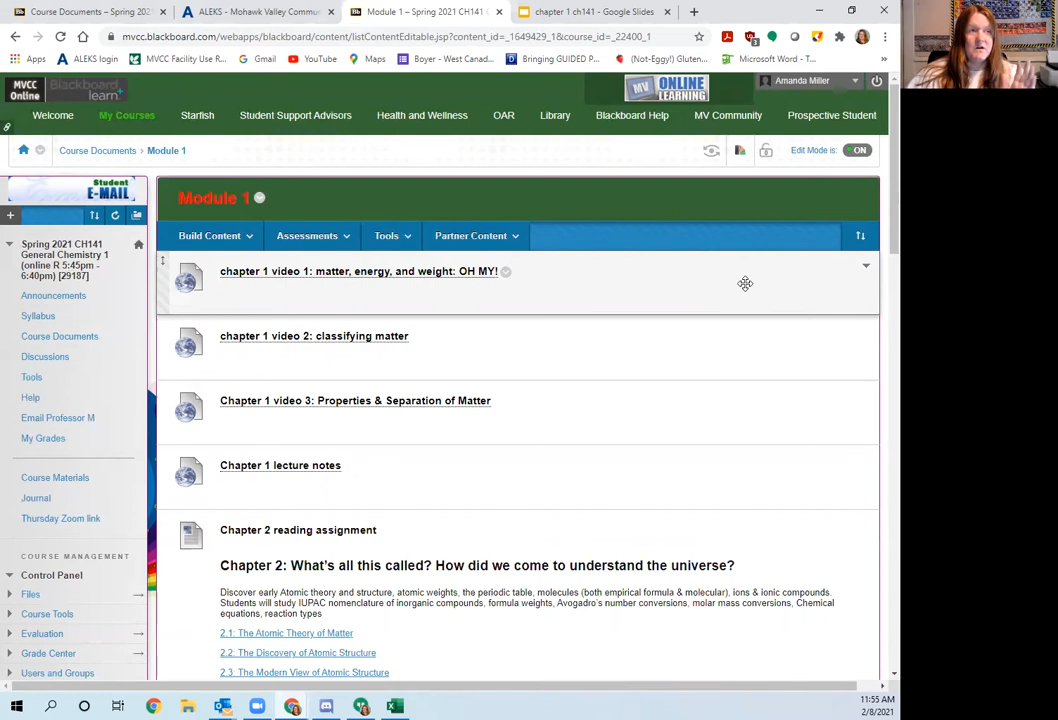 Course Documents – Spring 202
ALEKS - Mohawk Valley Commun
Module 1 – Spring 2021 CH141 G
chapter 1 ch141 - Google Slides
mvcc.blackboard.com/webapps/blackboard/content/listContentEditable.jsp?content_id=_1649429_1&course_id=_22400_1
Apps
ALEKS login
MVCC Facility Use R...
Gmail
YouTube
Maps
Boyer - West Canad...
Bringing GUIDED P...
(Not-Eggy!) Gluten...
Microsoft Word - T...
MVCC Online
Blackboard learn
MV ONLINE LEARNING
Amanda Miller
Welcome
My Courses
Starfish
Student Support Advisors
Health and Wellness
OAR
Library
Blackboard Help
MV Community
Prospective Student
Course Documents
Module 1
Edit Mode is:
ON
Student E-MAIL
Spring 2021 CH141
General Chemistry 1
(online R 5:45pm -
6:40pm) [29187]
Announcements
Syllabus
Course Documents
Discussions
Tools
Help
Email Professor M
My Grades
Course Materials
Journal
Thursday Zoom link
COURSE MANAGEMENT
Control Panel
Files
Course Tools
Evaluation
Grade Center
Users and Groups
Module 1
Build Content
Assessments
Tools
Partner Content
chapter 1 video 1: matter, energy, and weight: OH MY!
chapter 1 video 2: classifying matter
Chapter 1 video 3: Properties & Separation of Matter
Chapter 1 lecture notes
Chapter 2 reading assignment
Chapter 2: What's all this called? How did we come to understand the universe?
Discover early Atomic theory and structure, atomic weights, the periodic table, molecules (both empirical formula & molecular), ions & ionic compounds.
Students will study IUPAC nomenclature of inorganic compounds, formula weights, Avogadro's number conversions, molar mass conversions, Chemical
equations, reaction types
2.1: The Atomic Theory of Matter
2.2: The Discovery of Atomic Structure
2.3: The Modern View of Atomic Structure
11:55 AM
2/8/2021